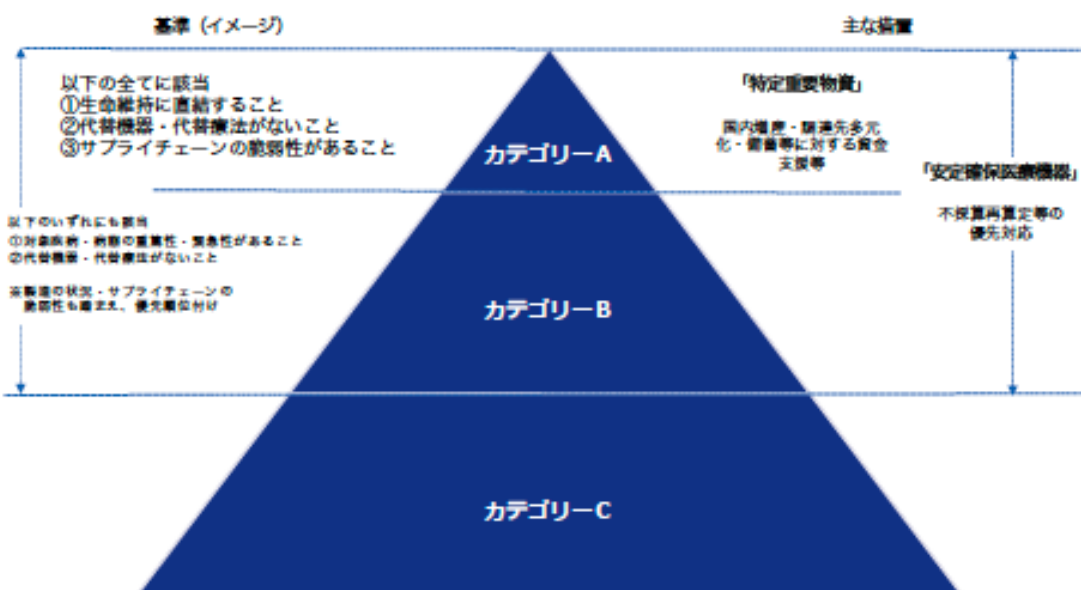 基準（イメージ）
主な措置
以下の全てに該当
①生命維持に直結すること
②代替機器・代替療法がないこと
③サプライチェーンの脆弱性があること
「特定重要物資」
国内増産・調達先多元
化・備蓄等に対する資金
支援等
カテゴリーA
「安定確保医療機器」
不採算再算定等の
優先対応
以下のいずれにも該当
①対象疾病・病態の重篤性・緊急性があること
②代替機器・代替療法がないこと
※製造の状況・サプライチェーンの
脆弱性も踏まえ、優先順位付け
カテゴリーB
カテゴリーC